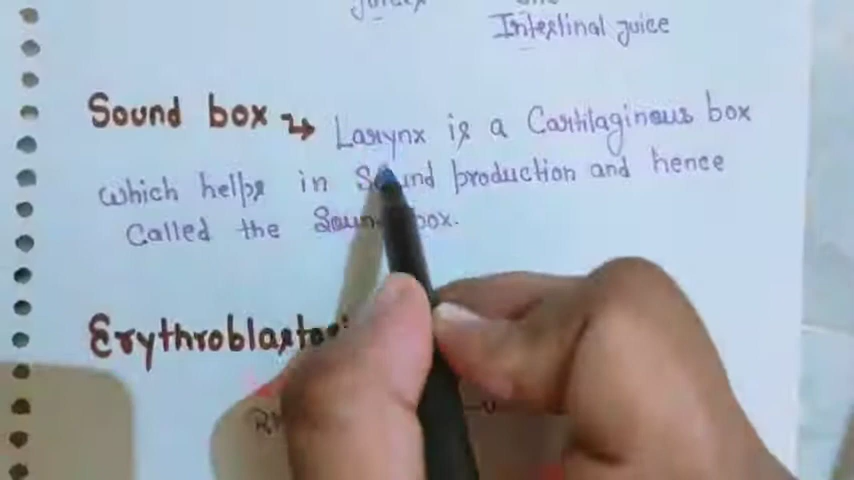 Intestinal juice
Sound box ↝ Larynx is a Cartilaginous box
which helps in Sound production and hence
Called the Sound box.